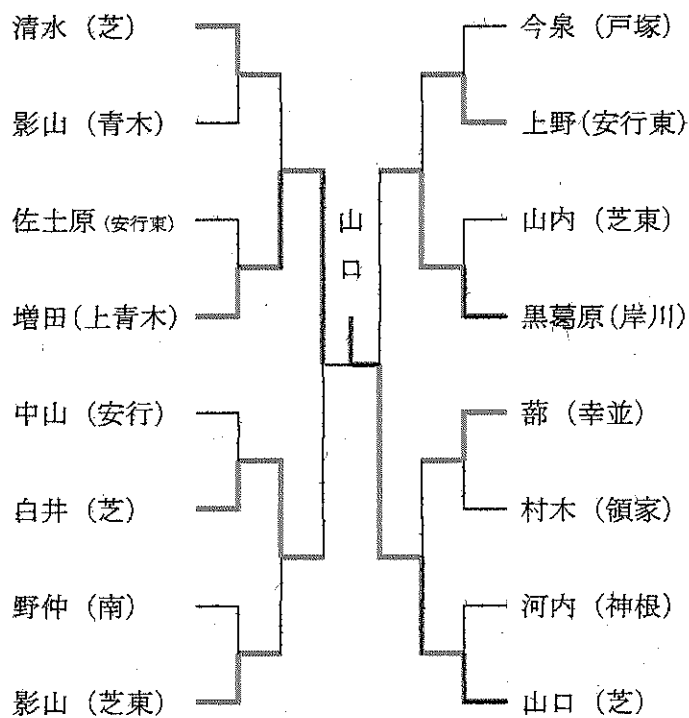 清水 (芝)
影山 (青木)
佐土原 (安行東)
増田 (上青木)
中山 (安行)
白井 (芝)
野仲 (南)
影山 (芝東)
山口
今泉 (戸塚)
上野 (安行東)
山内 (芝東)
黒葛原 (岸川)
蔀 (幸並)
村木 (領家)
河内 (神根)
山口 (芝)